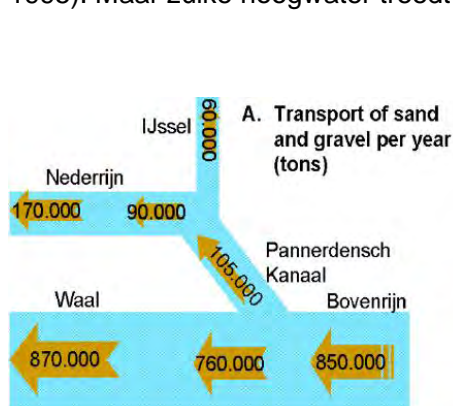 IJssel
60.000
A. Transport of sand
and gravel per year
(tons)
Nederrijn
170.000
90.000
105.000
Pannerdensch
Kanaal
Waal
Bovenrijn
870.000
760.000
850.000